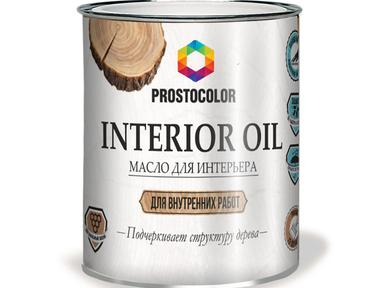 PROSTOCOLOR
INTERIOR OIL
МАСЛО ДЛЯ ИНТЕРЬЕРА
ДЛЯ ВНУТРЕННИХ РАБОТ
Подчеркивает структуру дерева